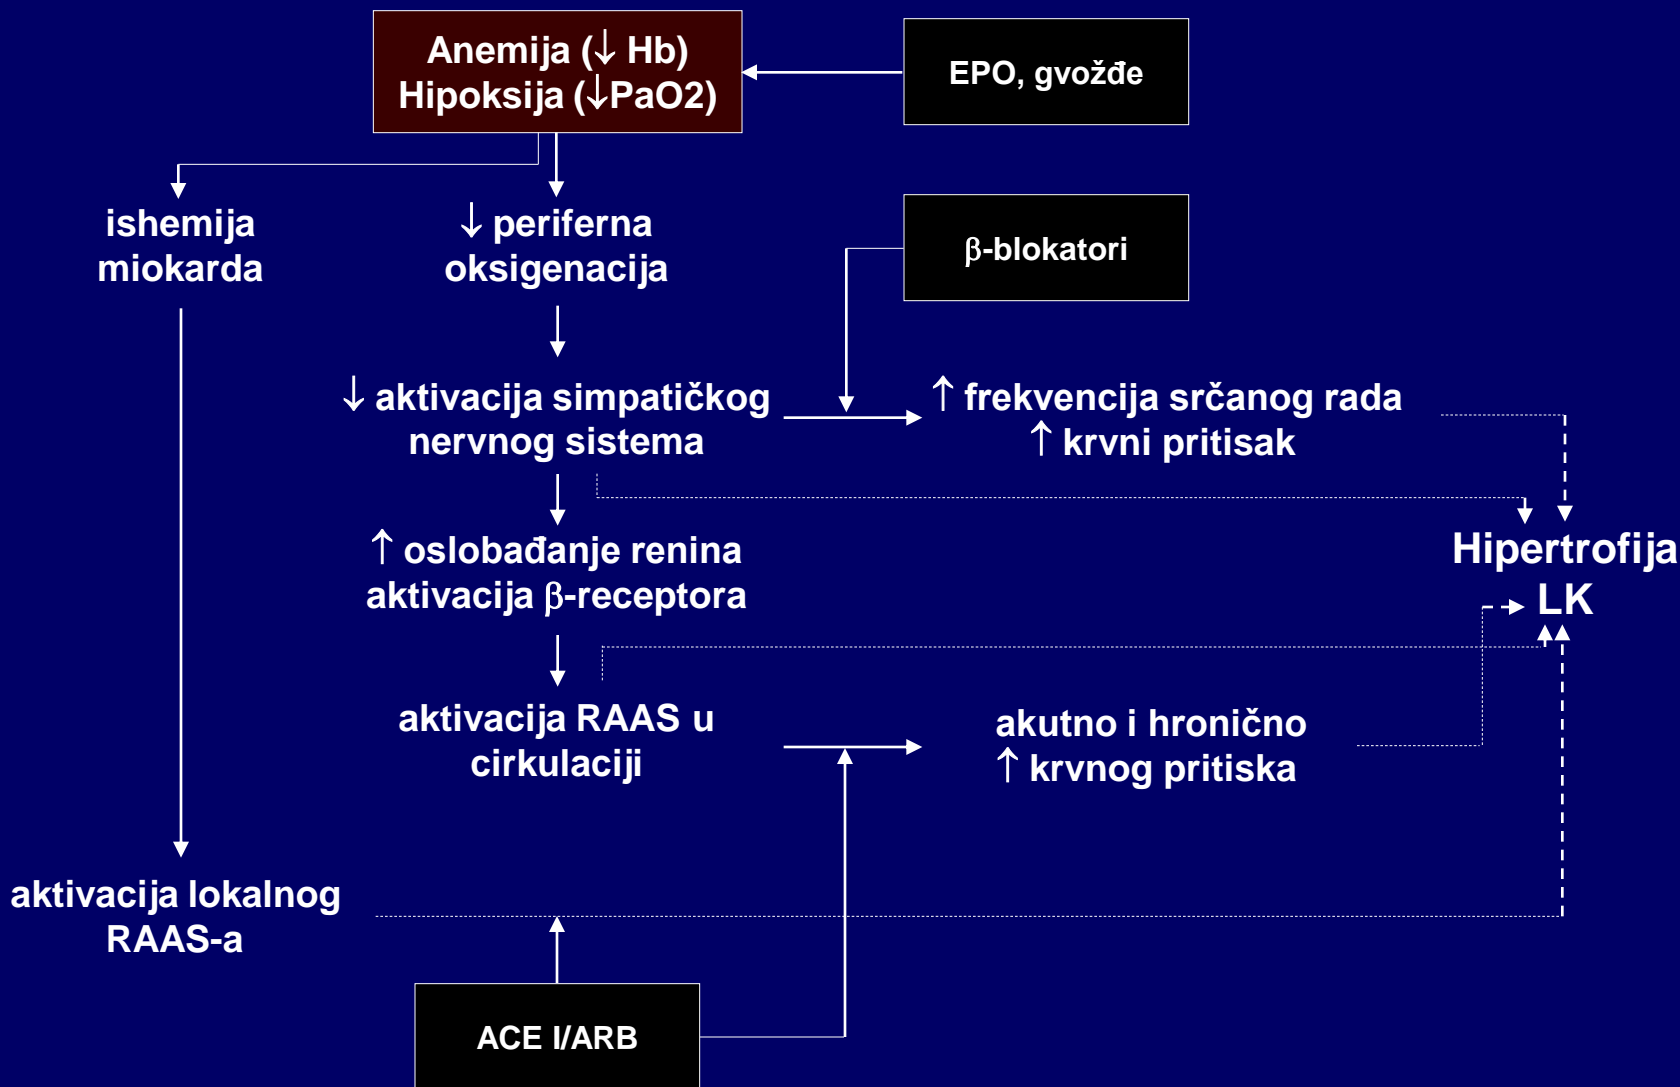 Anemija (↓ Hb)
Hipoksija (↓PaO2)
EPO, gvožđe
ishemija
miokarda
↓ periferna
oksigenacija
β-blokatori
↓ aktivacija simpatičkog
nervnog sistema
↑ frekvencija srčanog rada
↑ krvni pritisak
↑ oslobađanje renina
aktivacija β-receptora
Hipertrofija
LK
aktivacija RAAS u
cirkulaciji
akutno i hronično
↑ krvnog pritiska
aktivacija lokalnog
RAAS-a
ACE I/ARB